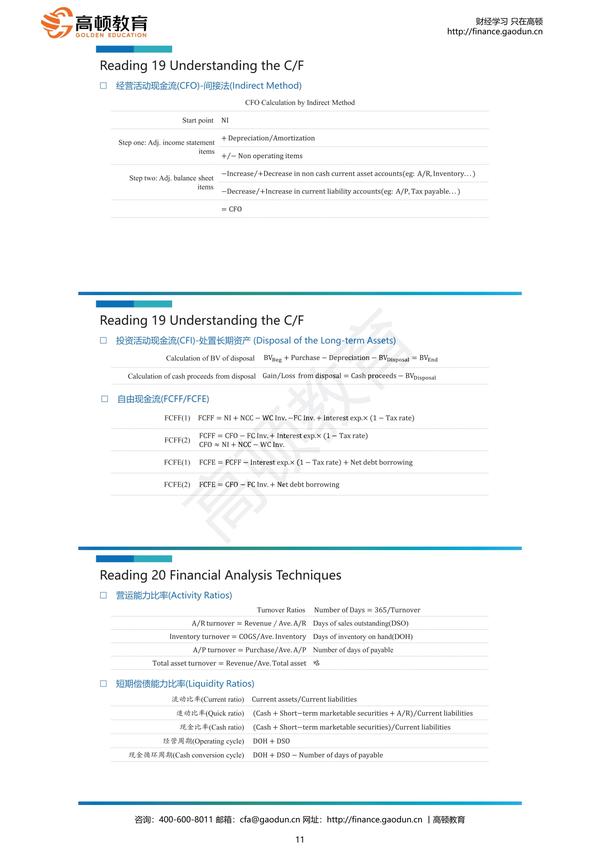 高顿教育
GOLDEN EDUCATION
财经学习 只在高顿
http://finance.gaodun.cn
Reading 19 Understanding the C/F
□ 经营活动现金流(CFO)-间接法(Indirect Method)
CFO Calculation by Indirect Method
Start point NI
Step one: Adj. income statement items
+ Depreciation/Amortization
+/− Non operating items
Step two: Adj. balance sheet items
−Increase/+Decrease in non cash current asset accounts(eg: A/R, Inventory…)
−Decrease/+Increase in current liability accounts(eg: A/P, Tax payable…)
= CFO
Reading 19 Understanding the C/F
□ 投资活动现金流(CFI)-处置长期资产 (Disposal of the Long-term Assets)
Calculation of BV of disposal BV_Beg + Purchase − Depreciation − BV_Disposal = BV_End
Calculation of cash proceeds from disposal Gain/Loss from disposal = Cash proceeds − BV_Disposal
□ 自由现金流(FCFF/FCFE)
FCFF(1) FCFF = NI + NCC − WC Inv. −FC Inv. + interest exp.× (1 − Tax rate)
FCFF(2) FCFF = CFO − FC Inv. + Interest exp.× (1 − Tax rate)
CFO ≈ NI + NCC − WC Inv.
FCFE(1) FCFE = FCFF − Interest exp.× (1 − Tax rate) + Net debt borrowing
FCFE(2) FCFE = CFO − FC Inv. + Net debt borrowing
高顿教育
Reading 20 Financial Analysis Techniques
□ 营运能力比率(Activity Ratios)
Turnover Ratios Number of Days = 365/Turnover
A/R turnover = Revenue / Ave. A/R Days of sales outstanding(DSO)
Inventory turnover = COGS/Ave. Inventory Days of inventory on hand(DOH)
A/P turnover = Purchase/Ave. A/P Number of days of payable
Total asset turnover = Revenue/Ave. Total asset
□ 短期偿债能力比率(Liquidity Ratios)
流动比率(Current ratio) Current assets/Current liabilities
速动比率(Quick ratio) (Cash + Short−term marketable securities + A/R)/Current liabilities
现金比率(Cash ratio) (Cash + Short−term marketable securities)/Current liabilities
经营周期(Operating cycle) DOH + DSO
现金循环周期(Cash conversion cycle) DOH + DSO − Number of days of payable
咨询：400-600-8011 邮箱：cfa@gaodun.cn 网址：http://finance.gaodun.cn 丨高顿教育
11